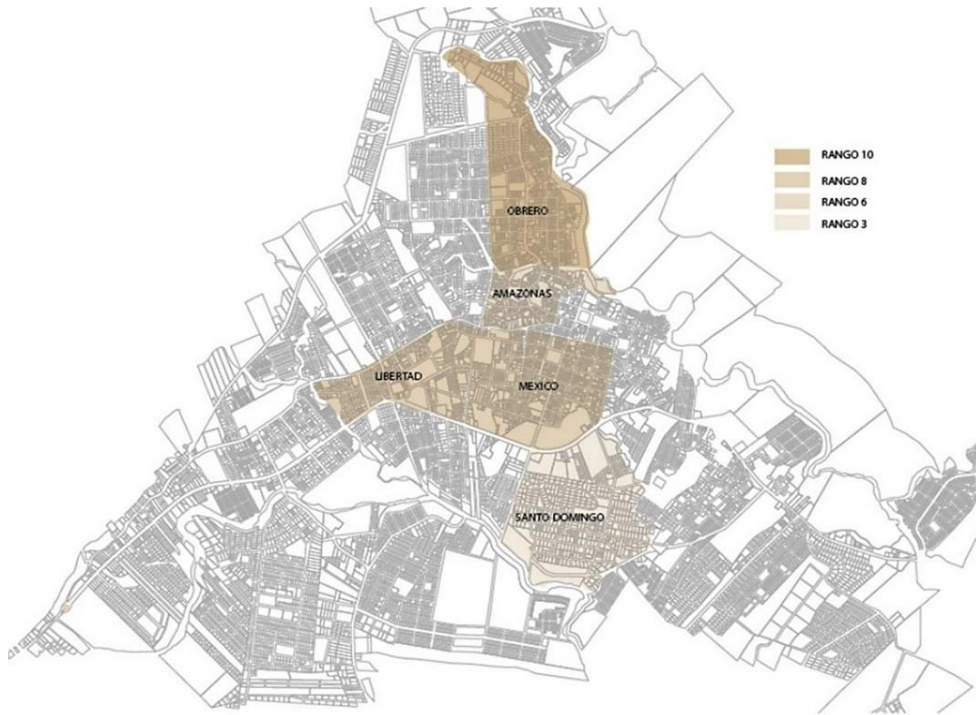 RANGO 10
RANGO 8
RANGO 6
RANGO 3
OBRERO
AMAZONAS
LIBERTAD
MEXICO
SANTO DOMINGO